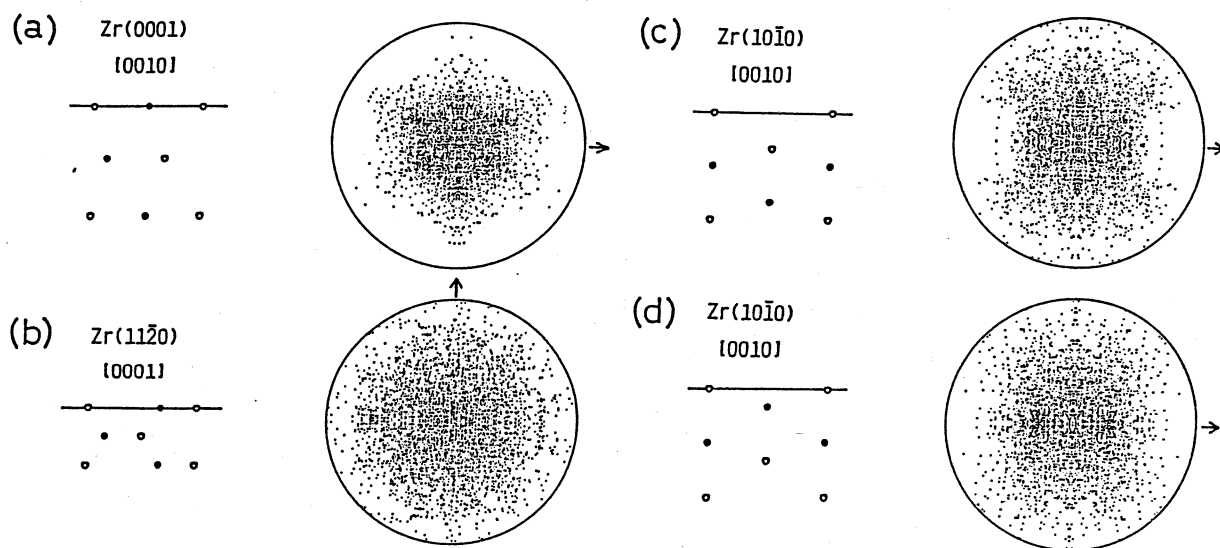 (a)
Zr(0001)
[0010]
(b)
Zr(112̄0)
[0001]
(c)
Zr(101̄0)
[0010]
(d)
Zr(101̄0)
[0010]